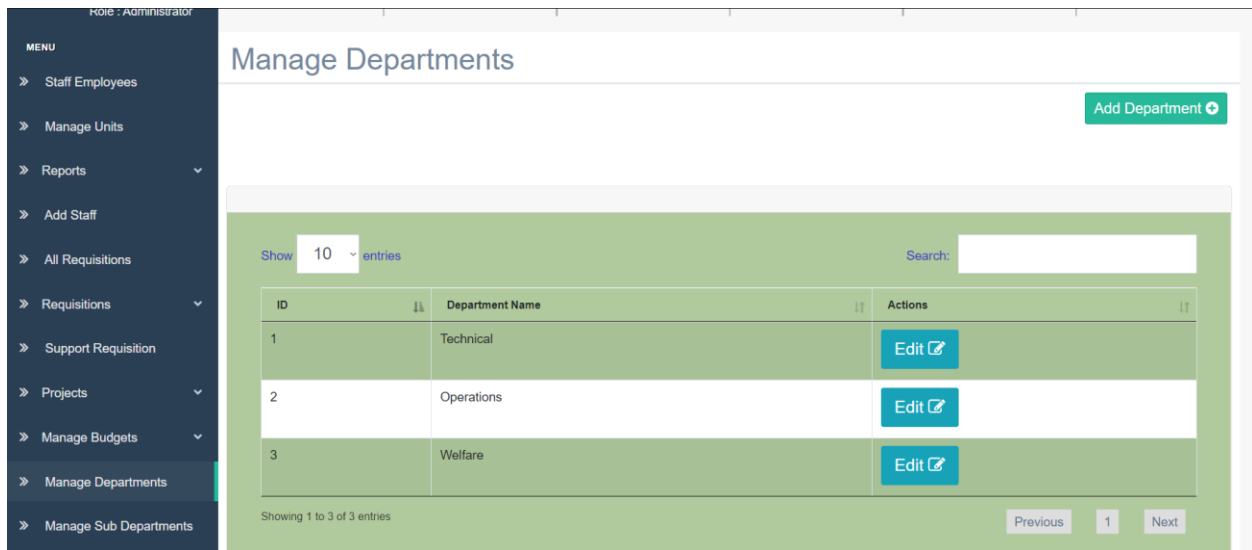 Role : Administrator
MENU
Staff Employees
Manage Units
Reports
Add Staff
All Requisitions
Requisitions
Support Requisition
Projects
Manage Budgets
Manage Departments
Manage Sub Departments
Manage Departments
Add Department
Show 10 entries
Search:
ID Department Name Actions
1 Technical Edit
2 Operations Edit
3 Welfare Edit
Showing 1 to 3 of 3 entries
Previous 1 Next